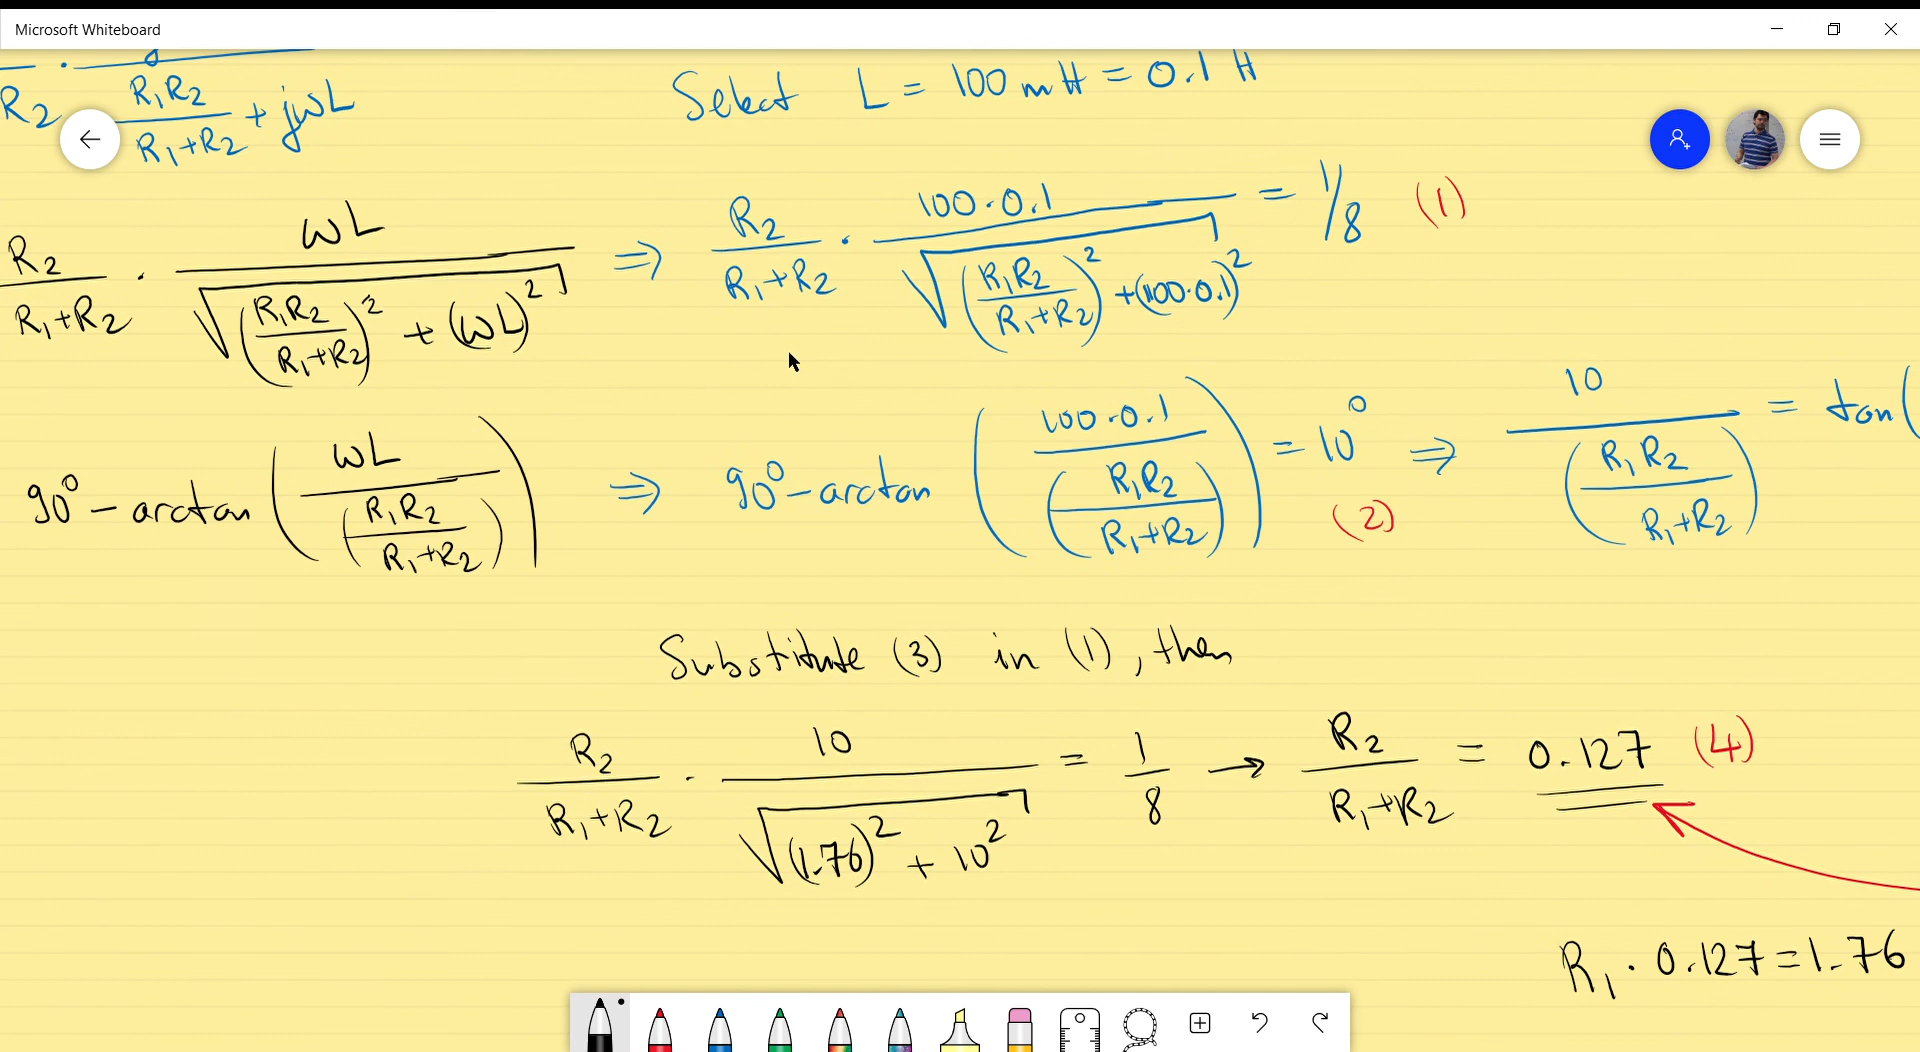 Microsoft Whiteboard
R₂ · R₁R₂/(R₁+R₂) + jωL
Select L = 100 mH = 0.1 H
R₂/(R₁+R₂) · ωL/√((R₁R₂/(R₁+R₂))² + (ωL)²) ⇒ R₂/(R₁+R₂) · 100·0.1/√((R₁R₂/(R₁+R₂))² + (100·0.1)²) = 1/8 (1)
90° − arctan(ωL/(R₁R₂/(R₁+R₂))) ⇒ 90° − arctan(100·0.1/(R₁R₂/(R₁+R₂))) = 10° (2) ⇒ 10/(R₁R₂/(R₁+R₂)) = tan(
Substitute (3) in (1), then
R₂/(R₁+R₂) · 10/√((1.76)² + 10²) = 1/8 → R₂/(R₁+R₂) = 0.127 (4)
R₁ · 0.127 = 1.76